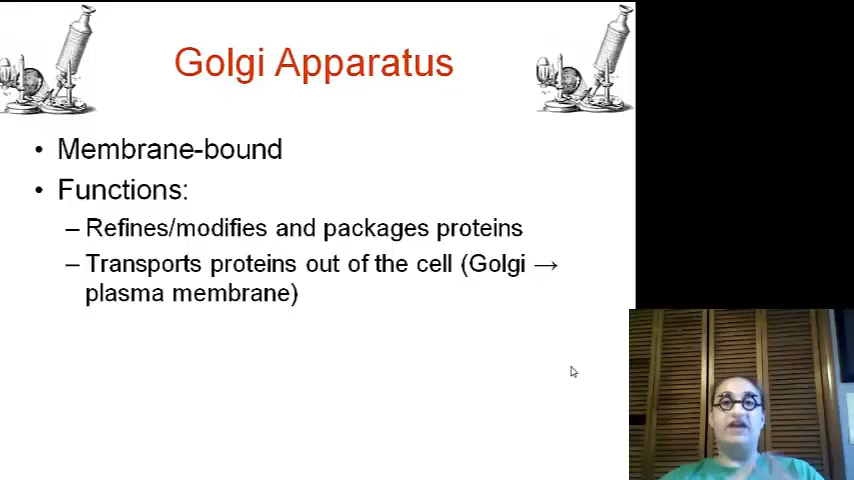 Golgi Apparatus
• Membrane-bound
• Functions:
– Refines/modifies and packages proteins
– Transports proteins out of the cell (Golgi →
plasma membrane)